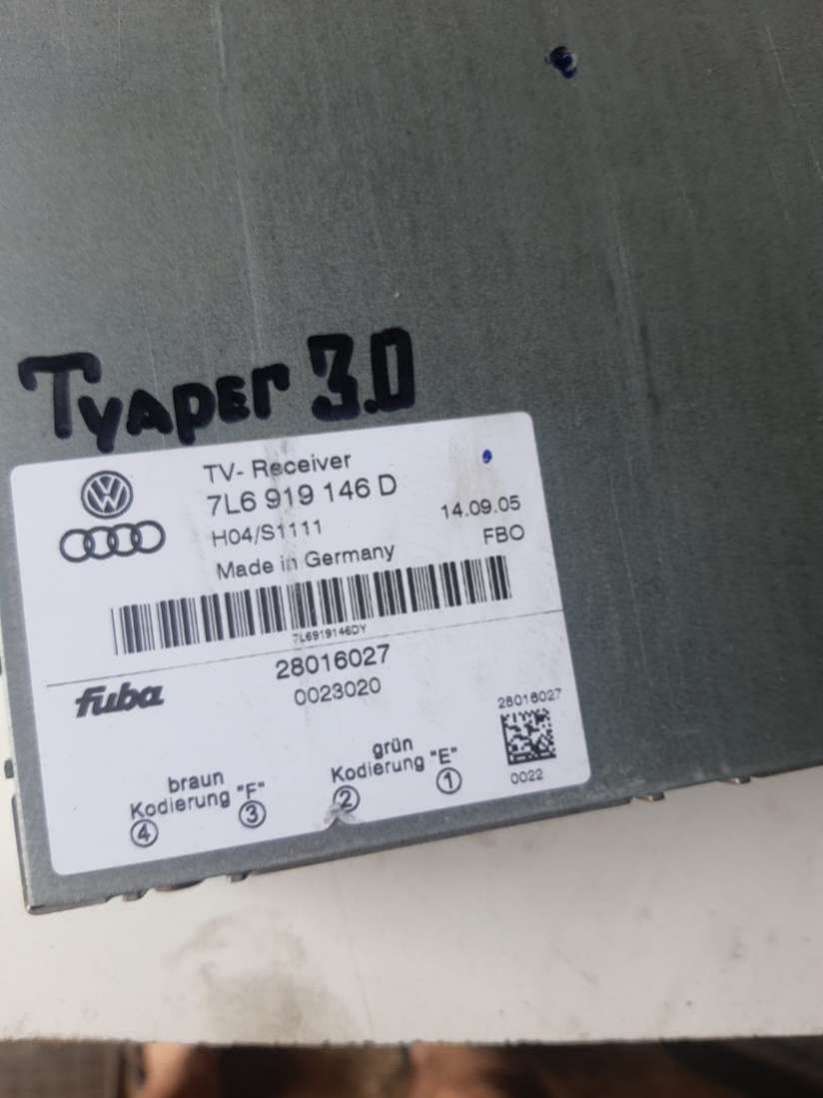 Туарег 3.0
TV- Receiver
7L6 919 146 D
H04/S1111
14.09.05
Made in Germany
FBO
7L6919146DY
28016027
0023020
fuba
28016027
0022
braun
Kodierung "F"
④ ③
grün
Kodierung "E"
② ①